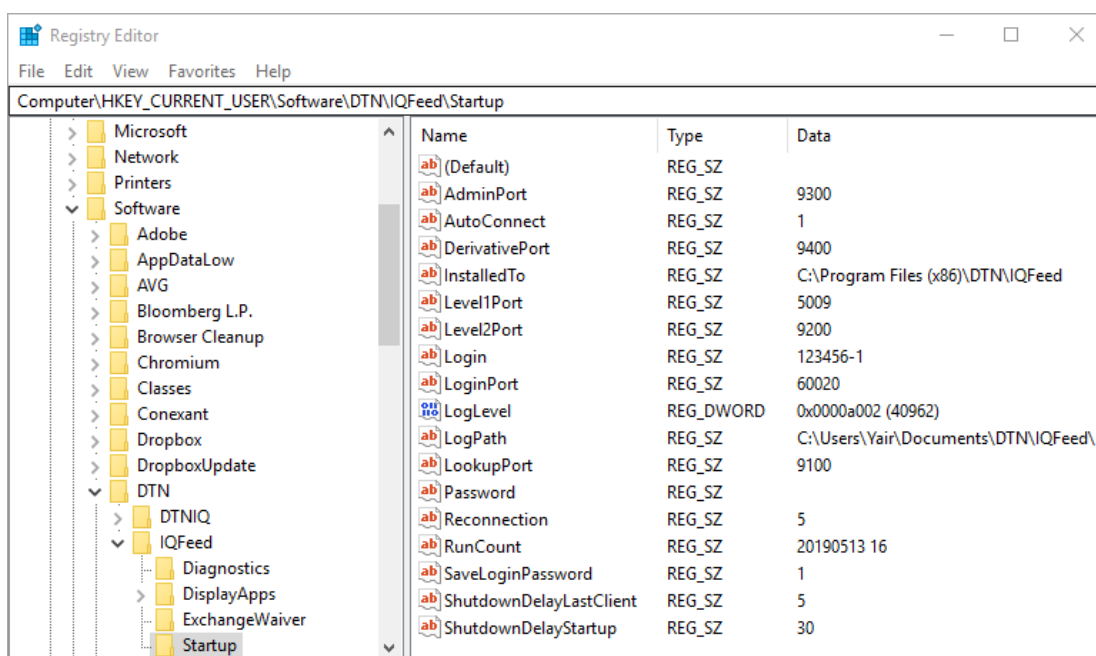 Registry Editor
File Edit View Favorites Help
Computer\HKEY_CURRENT_USER\Software\DTN\IQFeed\Startup
Microsoft
Network
Printers
Software
Adobe
AppDataLow
AVG
Bloomberg L.P.
Browser Cleanup
Chromium
Classes
Conexant
Dropbox
DropboxUpdate
DTN
DTNIQ
IQFeed
Diagnostics
DisplayApps
ExchangeWaiver
Startup
Name Type Data
(Default) REG_SZ
AdminPort REG_SZ 9300
AutoConnect REG_SZ 1
DerivativePort REG_SZ 9400
InstalledTo REG_SZ C:\Program Files (x86)\DTN\IQFeed
Level1Port REG_SZ 5009
Level2Port REG_SZ 9200
Login REG_SZ 123456-1
LoginPort REG_SZ 60020
LogLevel REG_DWORD 0x0000a002 (40962)
LogPath REG_SZ C:\Users\Yair\Documents\DTN\IQFeed\
LookupPort REG_SZ 9100
Password REG_SZ
Reconnection REG_SZ 5
RunCount REG_SZ 20190513 16
SaveLoginPassword REG_SZ 1
ShutdownDelayLastClient REG_SZ 5
ShutdownDelayStartup REG_SZ 30